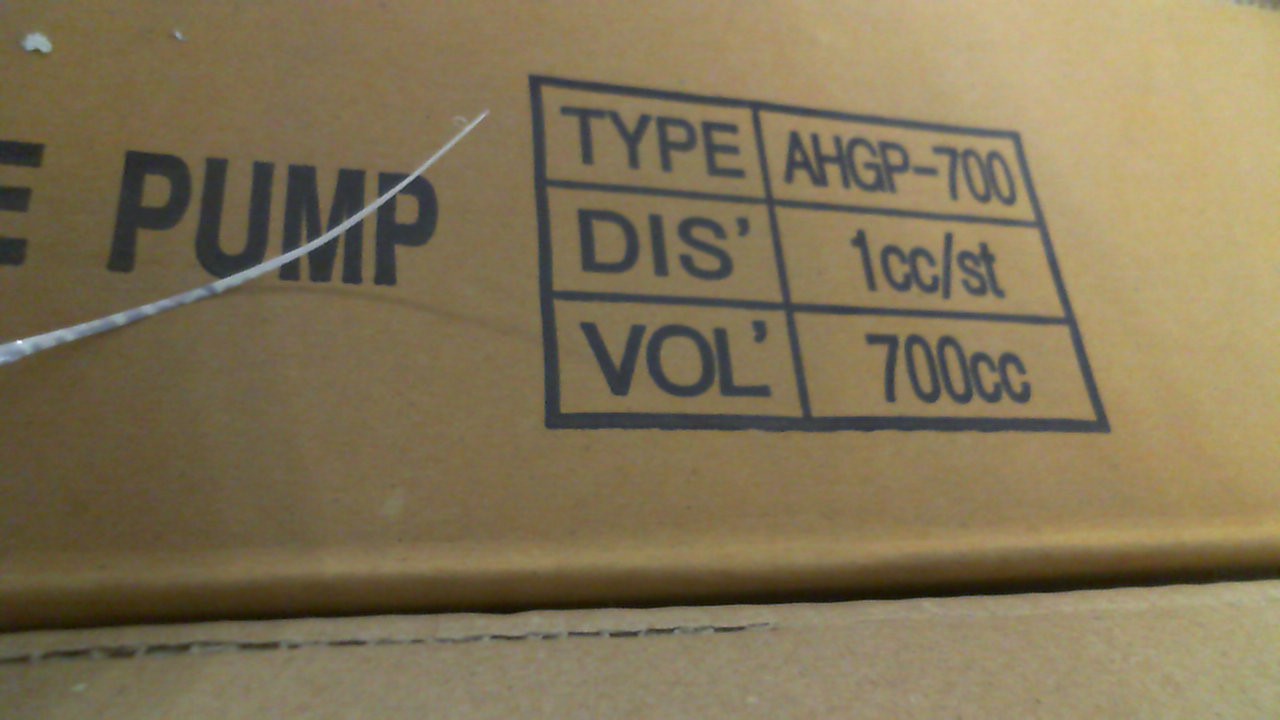 E PUMP
TYPE AHGP-700
DIS' 1cc/st
VOL' 700cc